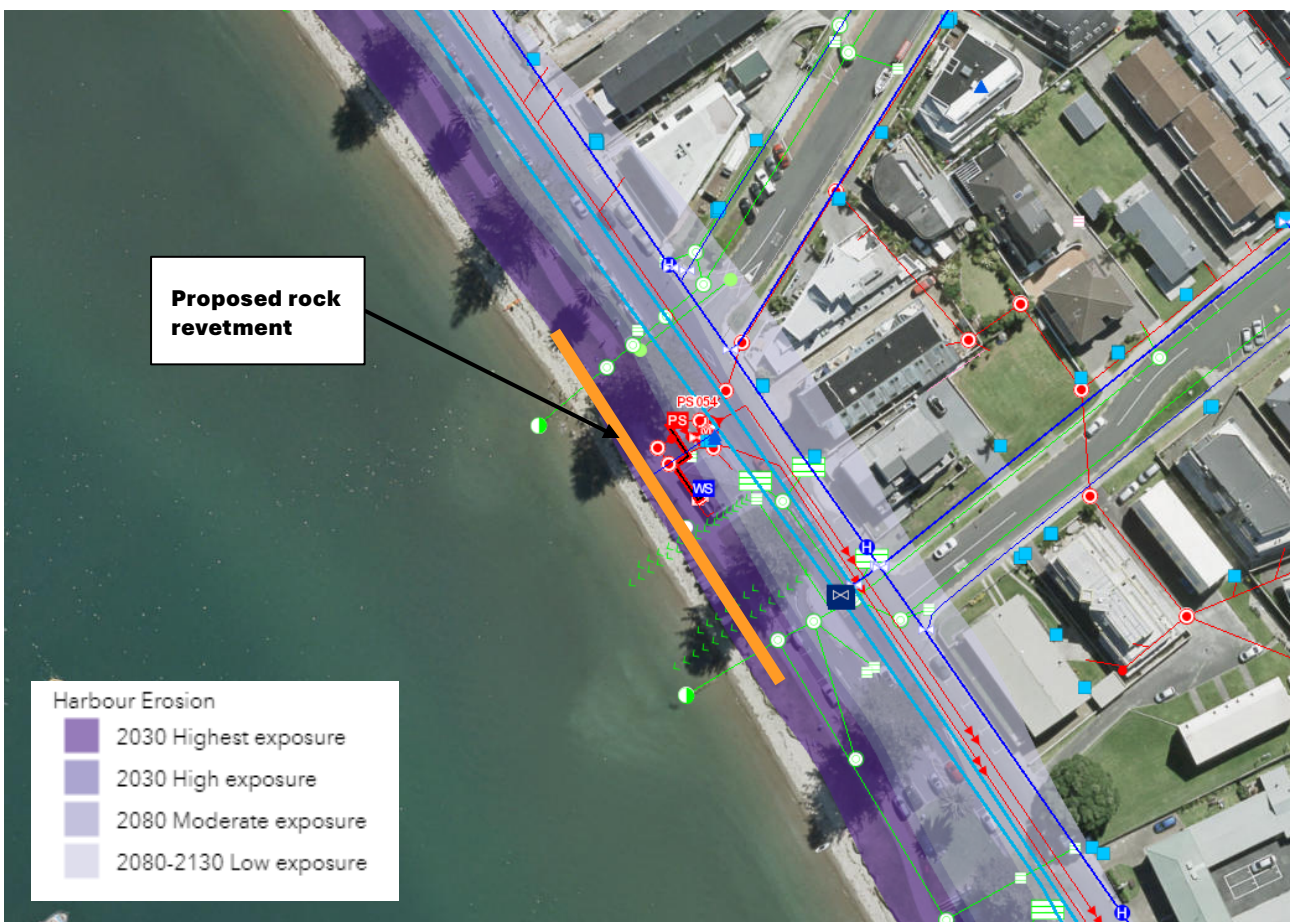 Proposed rock
revetment
PS 054
PS
M
WS
H
H
H
Harbour Erosion
2030 Highest exposure
2030 High exposure
2080 Moderate exposure
2080-2130 Low exposure